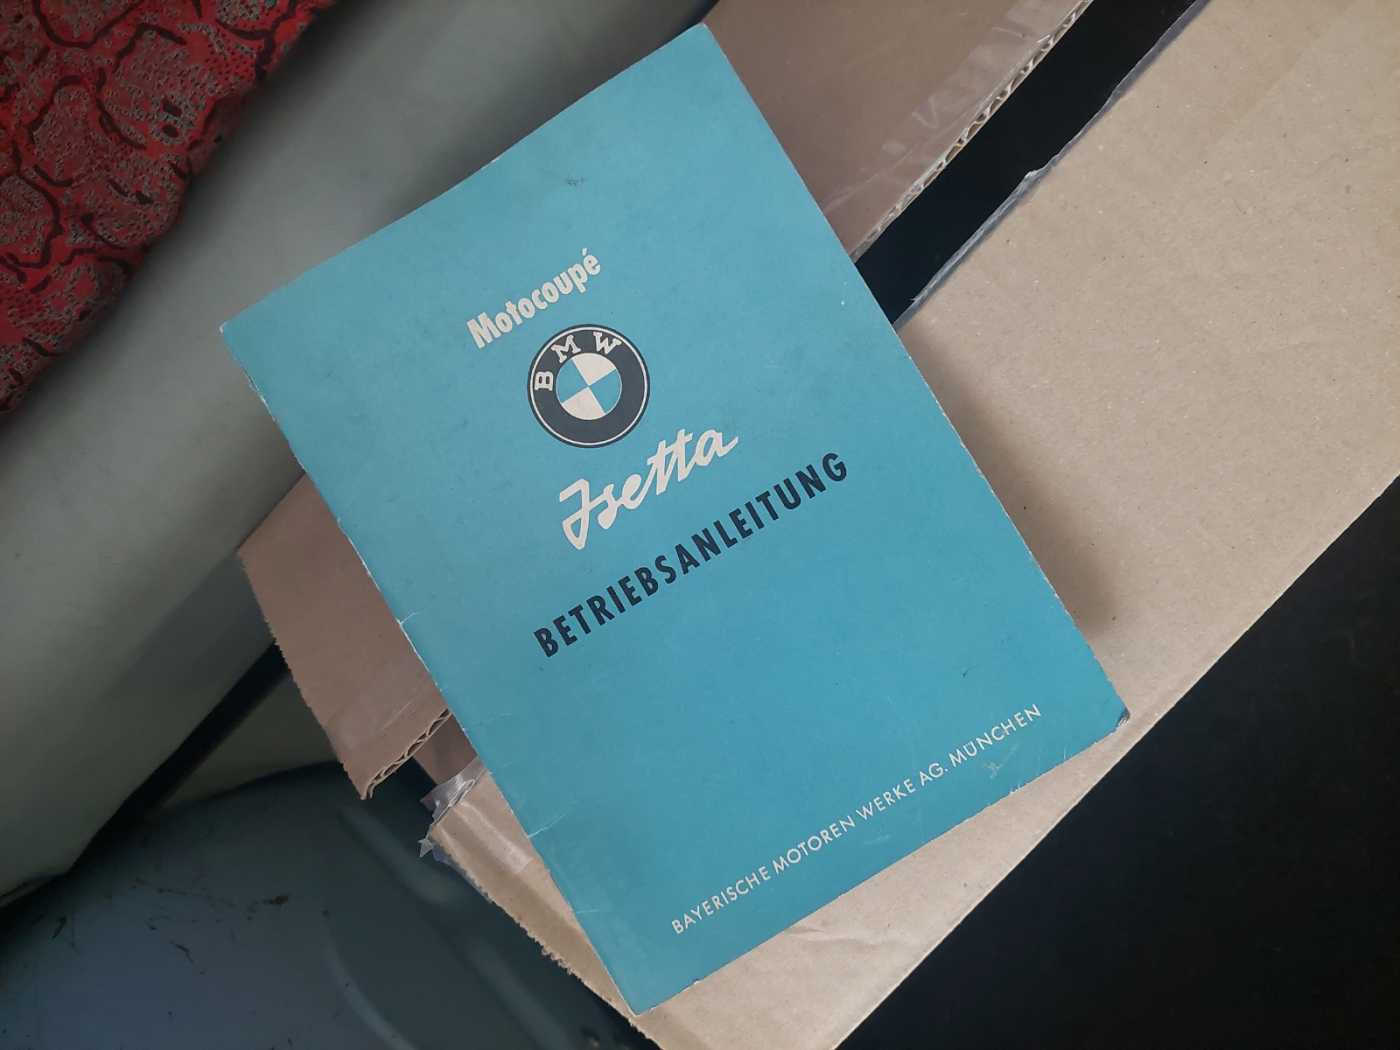 Motocoupé
BMW
Isetta
BETRIEBSANLEITUNG
BAYERISCHE MOTOREN WERKE AG. MÜNCHEN